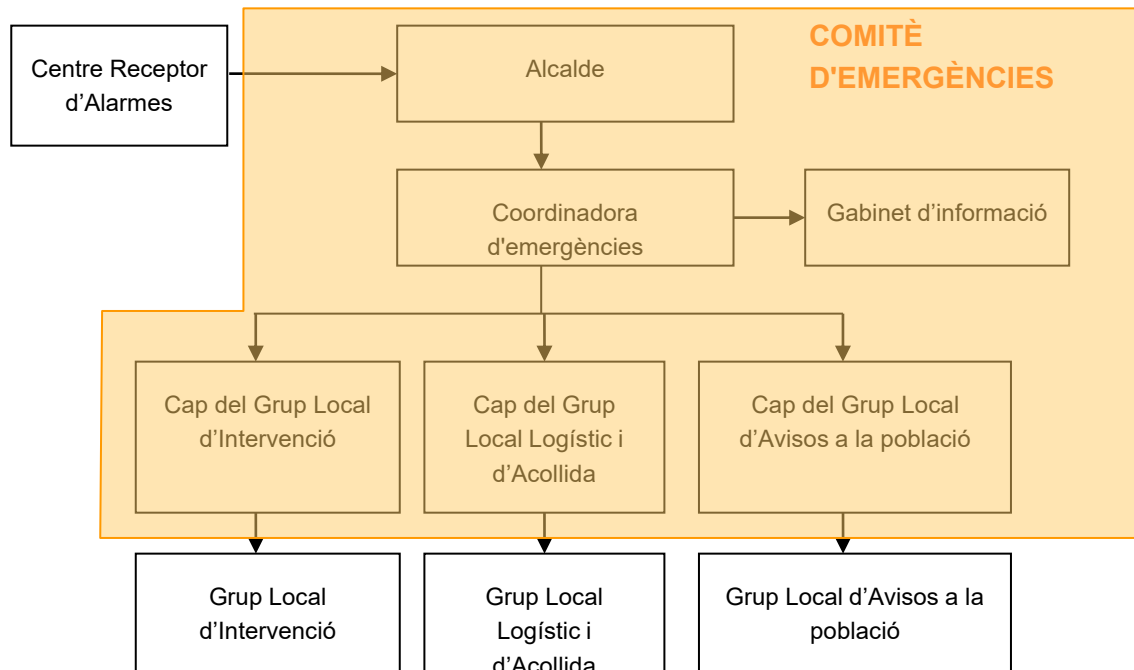 COMITÈ
D'EMERGÈNCIES
Centre Receptor
d’Alarmes
Alcalde
Coordinadora
d'emergències
Gabinet d’informació
Cap del Grup Local
d’Intervenció
Cap del Grup
Local Logístic i
d’Acollida
Cap del Grup Local
d’Avisos a la població
Grup Local
d’Intervenció
Grup Local
Logístic i
d’Acollida
Grup Local d’Avisos a la
població